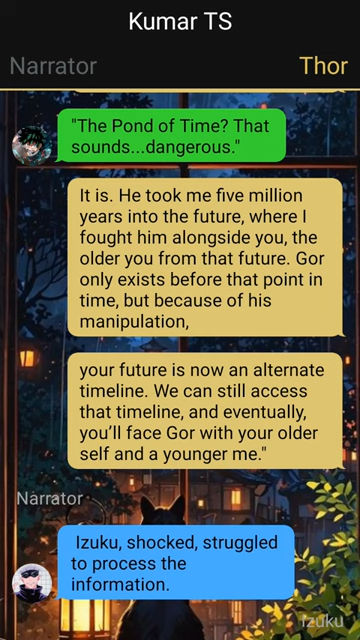 Kumar TS
Narrator
Thor
"The Pond of Time? That
sounds...dangerous."
It is. He took me five million
years into the future, where I
fought him alongside you, the
older you from that future. Gor
only exists before that point in
time, but because of his
manipulation,
your future is now an alternate
timeline. We can still access
that timeline, and eventually,
you’ll face Gor with your older
self and a younger me."
Narrator
Izuku, shocked, struggled
to process the
information.
Izuku